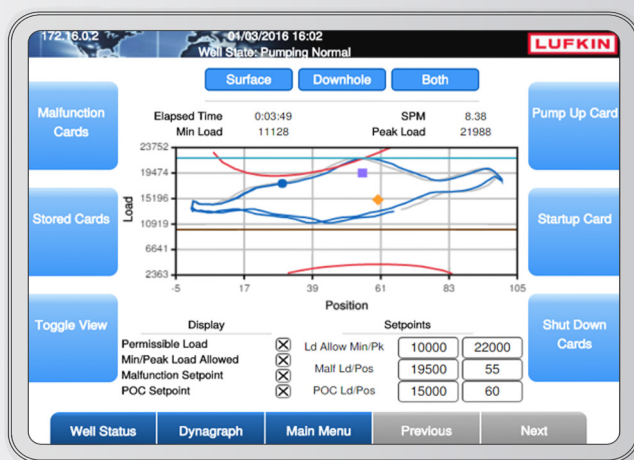 172.16.0.2
04/03/2016 16:02
Well State: Pumping Normal
LUFKIN
Surface Downhole Both
Malfunction
Cards
Pump Up Card
Elapsed Time 0:03:49 SPM 8.38
Min Load 11128 Peak Load 21988
23752
19474
15196
10919
6641
2363
Load
-5 17 39 61 83 105
Position
Stored Cards
Startup Card
Toggle View
Shut Down
Cards
Display
Permissible Load
Min/Peak Load Allowed
Malfunction Setpoint
POC Setpoint
Setpoints
Ld Allow Min/Pk 10000 22000
Malf Ld/Pos 19500 55
POC Ld/Pos 15000 60
Well Status Dynagraph Main Menu Previous Next